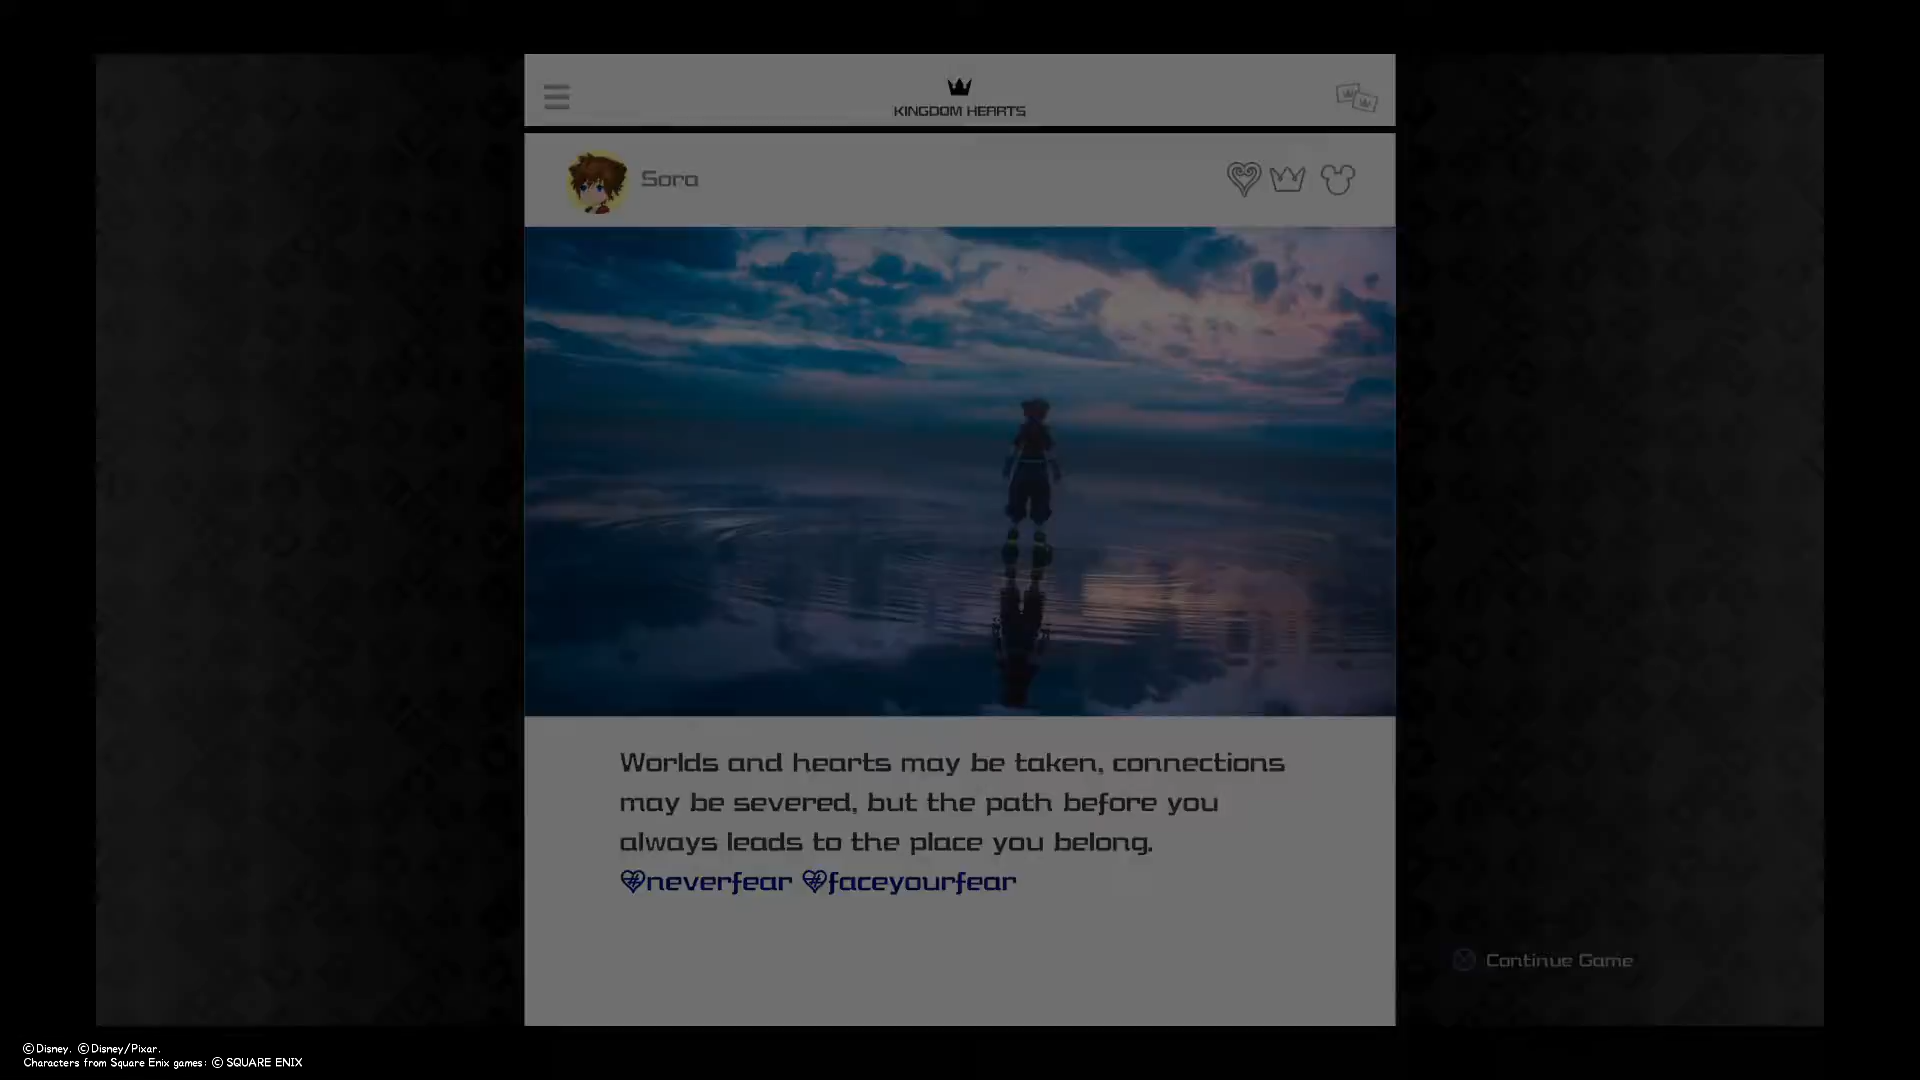 KINGDOM HEARTS
Sora
Worlds and hearts may be taken, connections
may be severed, but the path before you
always leads to the place you belong.
#neverfear #faceyourfear
Continue Game
©Disney. ©Disney/Pixar.
Characters from Square Enix games: © SQUARE ENIX